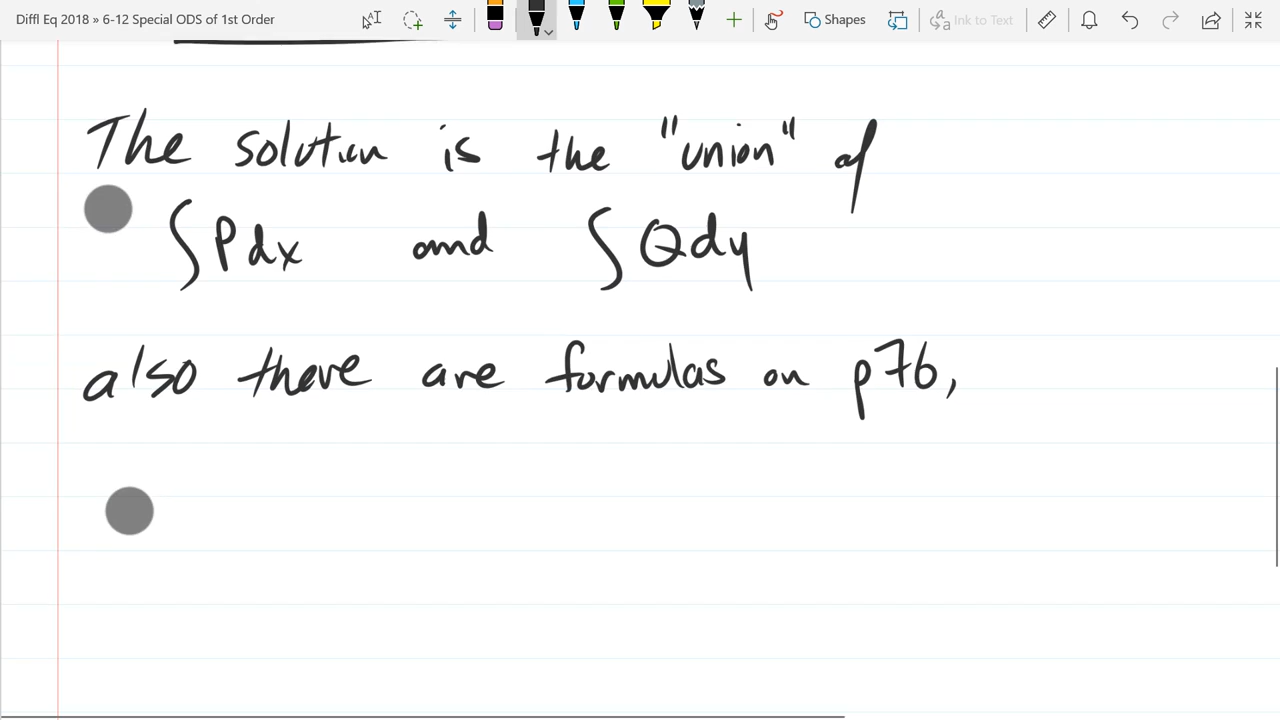 Diffl Eq 2018 » 6-12 Special ODS of 1st Order
Shapes
Ink to Text
The solution is the "union" of
∫Pdx and ∫Qdy
also there are formulas on p76,